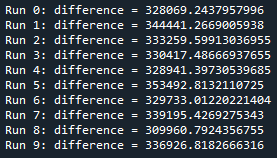 Run 0: difference = 328069.2437957996
Run 1: difference = 344441.2669005938
Run 2: difference = 333259.59913036955
Run 3: difference = 330417.48666937655
Run 4: difference = 328941.39730539685
Run 5: difference = 353492.8132110725
Run 6: difference = 329733.01220221404
Run 7: difference = 339195.4269275343
Run 8: difference = 309960.7924356755
Run 9: difference = 336926.8182666316